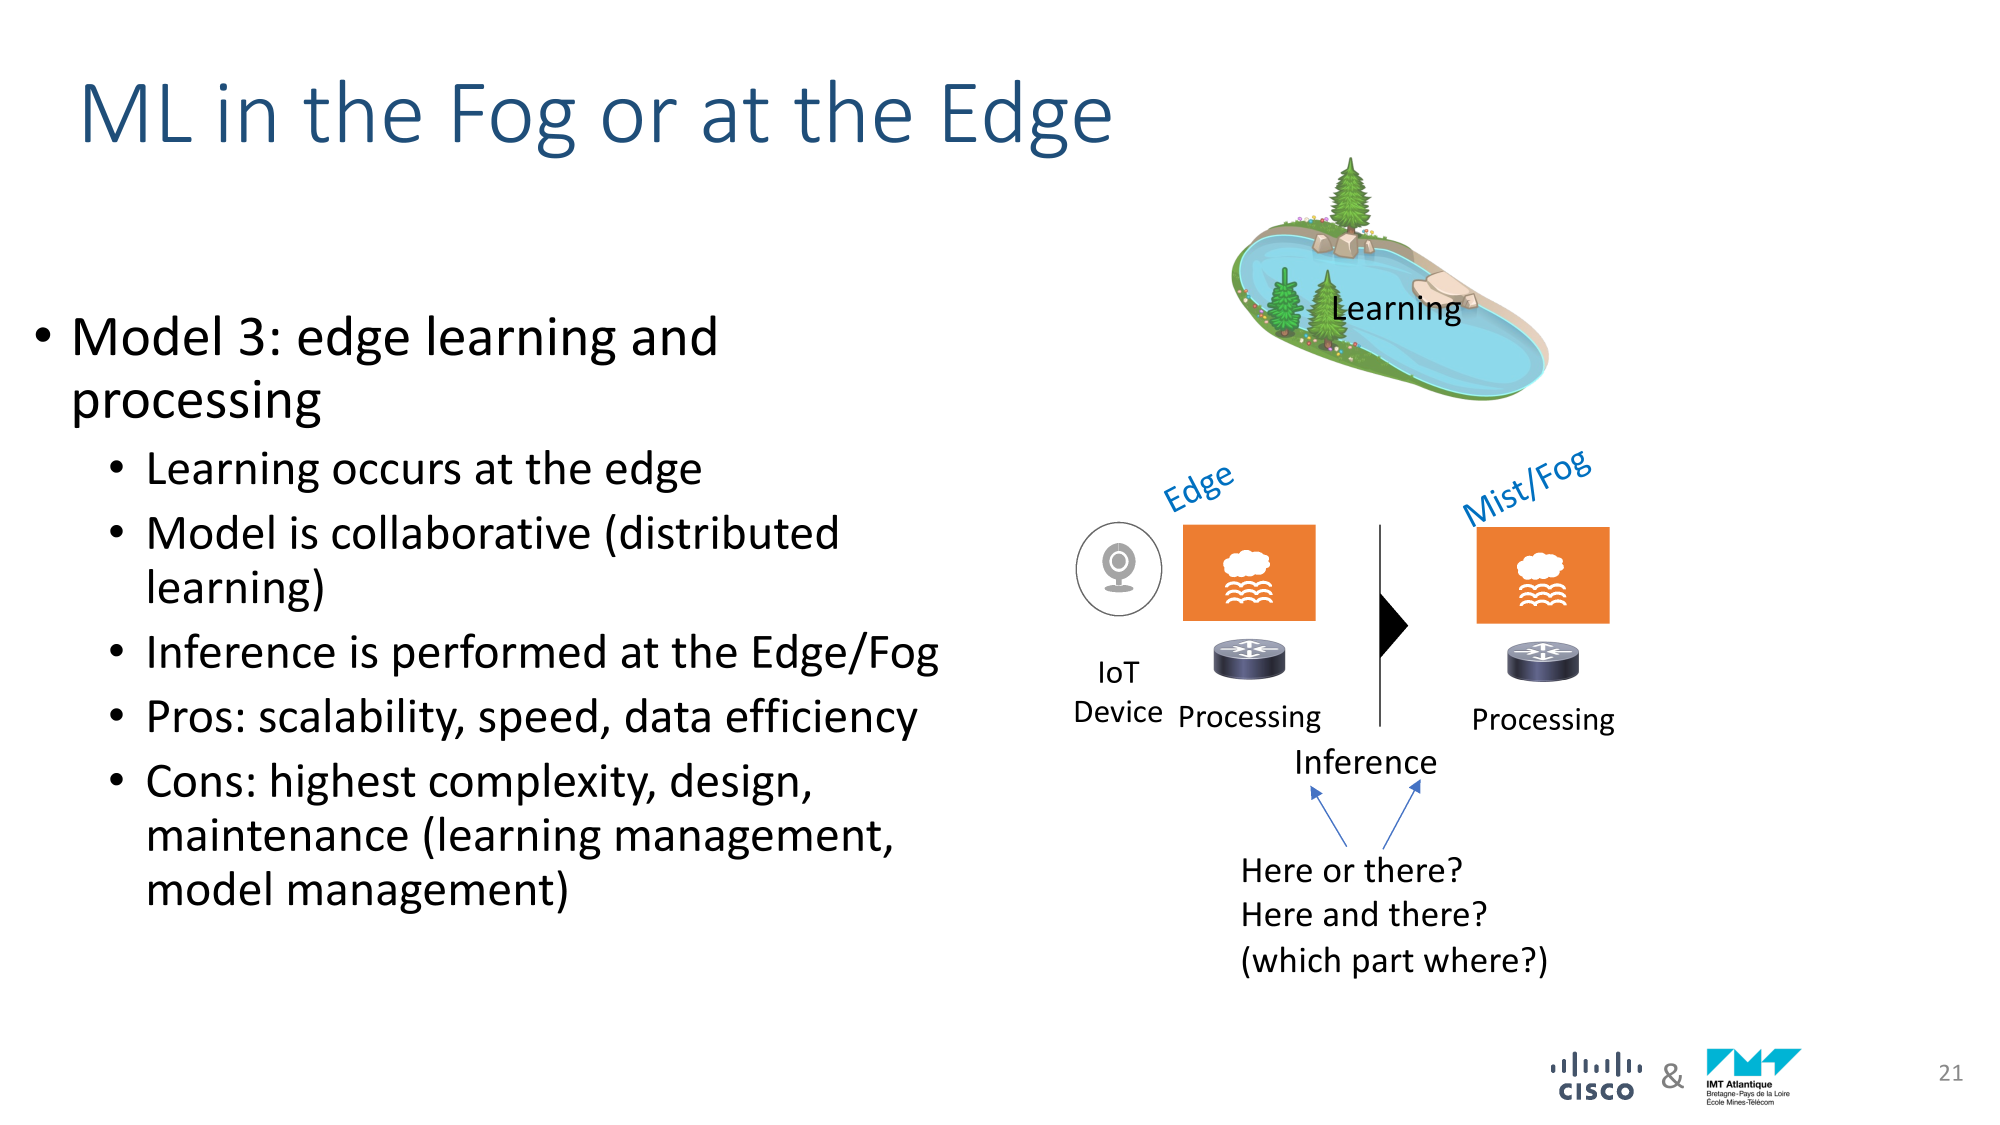 ML in the Fog or at the Edge
• Model 3: edge learning and
processing
• Learning occurs at the edge
• Model is collaborative (distributed
learning)
• Inference is performed at the Edge/Fog
• Pros: scalability, speed, data efficiency
• Cons: highest complexity, design,
maintenance (learning management,
model management)
Learning
Edge
Mist/Fog
IoT
Device
Processing
Processing
Inference
Here or there?
Here and there?
(which part where?)
CISCO
&
IMT Atlantique
Bretagne-Pays de la Loire
École Mines-Télécom
21